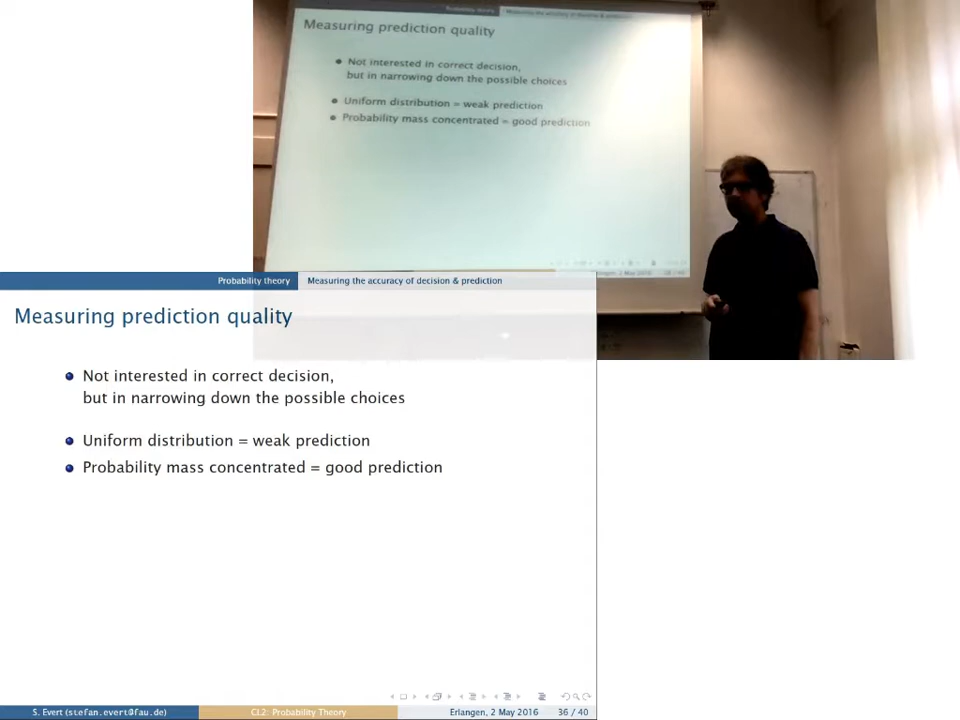 Measuring prediction quality
Not interested in correct decision,
but in narrowing down the possible choices
Uniform distribution = weak prediction
Probability mass concentrated = good prediction
Probability theory
Measuring the accuracy of decision & prediction
Measuring prediction quality
Not interested in correct decision,
but in narrowing down the possible choices
Uniform distribution = weak prediction
Probability mass concentrated = good prediction
S. Evert (stefan.evert@fau.de)
CI.2: Probability Theory
Erlangen, 2 May 2016
36 / 40